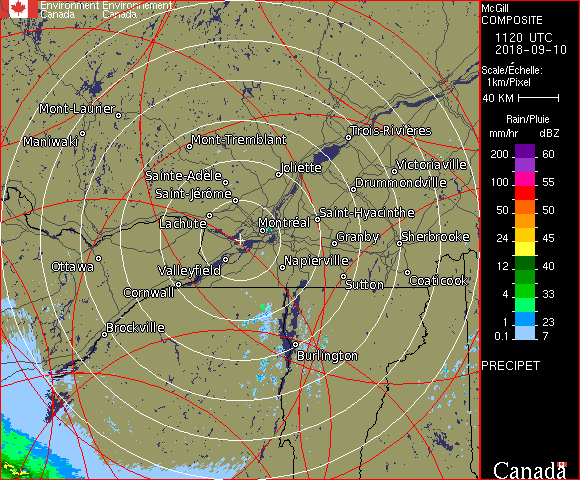 Environment Environnement
Canada Canada
McGill
COMPOSITE
1120 UTC
2018-09-10
Scale/Échelle:
1km/Pixel
40 KM
Rain/Pluie
mm/hr dBZ
200 60
100 55
50 50
24 45
12 40
4 33
1 23
0.1 7
PRECIPET
Canada
Mont-Laurier
Maniwaki
Mont-Tremblant
Trois-Rivières
Joliette
Victoriaville
Sainte-Adèle
Drummondville
Saint-Jérôme
Saint-Hyacinthe
Lachute
Montréal
Granby
Sherbrooke
Ottawa
Valleyfield
Napierville
Cornwall
Sutton
Coaticook
Brockville
Burlington